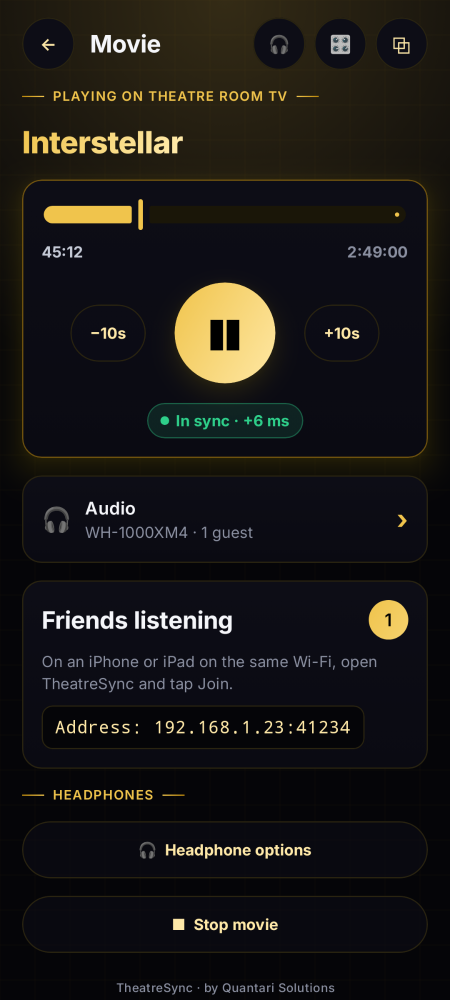 Movie
PLAYING ON THEATRE ROOM TV
Interstellar
45:12
2:49:00
−10s
+10s
In sync · +6 ms
Audio
WH-1000XM4 · 1 guest
Friends listening
1
On an iPhone or iPad on the same Wi-Fi, open
TheatreSync and tap Join.
Address: 192.168.1.23:41234
HEADPHONES
Headphone options
Stop movie
TheatreSync · by Quantari Solutions